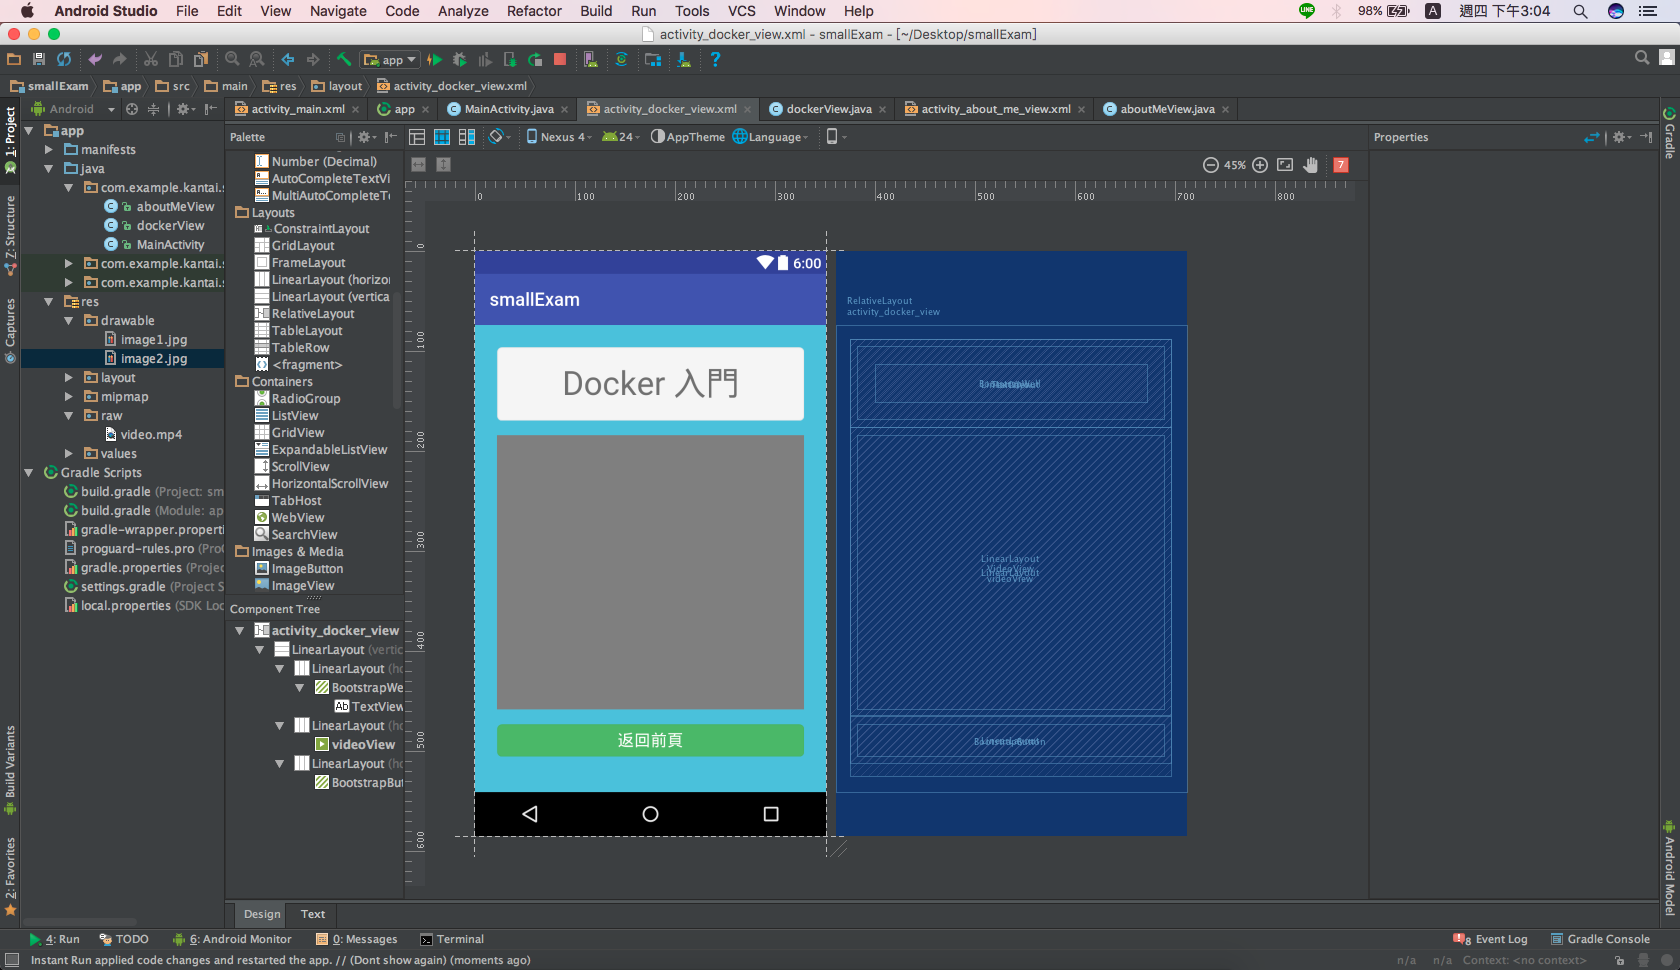 Android Studio File Edit View Navigate Code Analyze Refactor Build Run Tools VCS Window Help 98% A 週四 下午3:04
activity_docker_view.xml - smallExam - [~/Desktop/smallExam]
app
smallExam app src main res layout activity_docker_view.xml
Android
activity_main.xml app MainActivity.java activity_docker_view.xml dockerView.java activity_about_me_view.xml aboutMeView.java
1: Project
Z: Structure
Captures
Build Variants
2: Favorites
app
manifests
java
com.example.kantai.s
aboutMeView
dockerView
MainActivity
com.example.kantai.s
com.example.kantai.s
res
drawable
image1.jpg
image2.jpg
layout
mipmap
raw
video.mp4
values
Gradle Scripts
build.gradle (Project: sm
build.gradle (Module: ap
gradle-wrapper.properti
proguard-rules.pro (Pro
gradle.properties (Projec
settings.gradle (Project S
local.properties (SDK Loc
Palette
Number (Decimal)
AutoCompleteTextVi
MultiAutoCompleteTe
Layouts
ConstraintLayout
GridLayout
FrameLayout
LinearLayout (horizon
LinearLayout (vertica
RelativeLayout
TableLayout
TableRow
<fragment>
Containers
RadioGroup
ListView
GridView
ExpandableListView
ScrollView
HorizontalScrollView
TabHost
WebView
SearchView
Images & Media
ImageButton
ImageView
Component Tree
activity_docker_view
LinearLayout (vertic
LinearLayout (ho
BootstrapWe
Ab TextView
LinearLayout (ho
videoView
LinearLayout (ho
BootstrapBut
Nexus 4 24 AppTheme Language
45% 7
0 100 200 300 400 500 600 700 800
0
100
200
300
400
500
600
6:00
smallExam
Docker 入門
返回前頁
RelativeLayout
activity_docker_view
LinearLayout
VideoView
LinearLayout
videoView
Properties
Gradle
Android Model
Design Text
4: Run TODO 6: Android Monitor 0: Messages Terminal 8 Event Log Gradle Console
Instant Run applied code changes and restarted the app. // (Dont show again) (moments ago) n/a n/a Context: <no context>